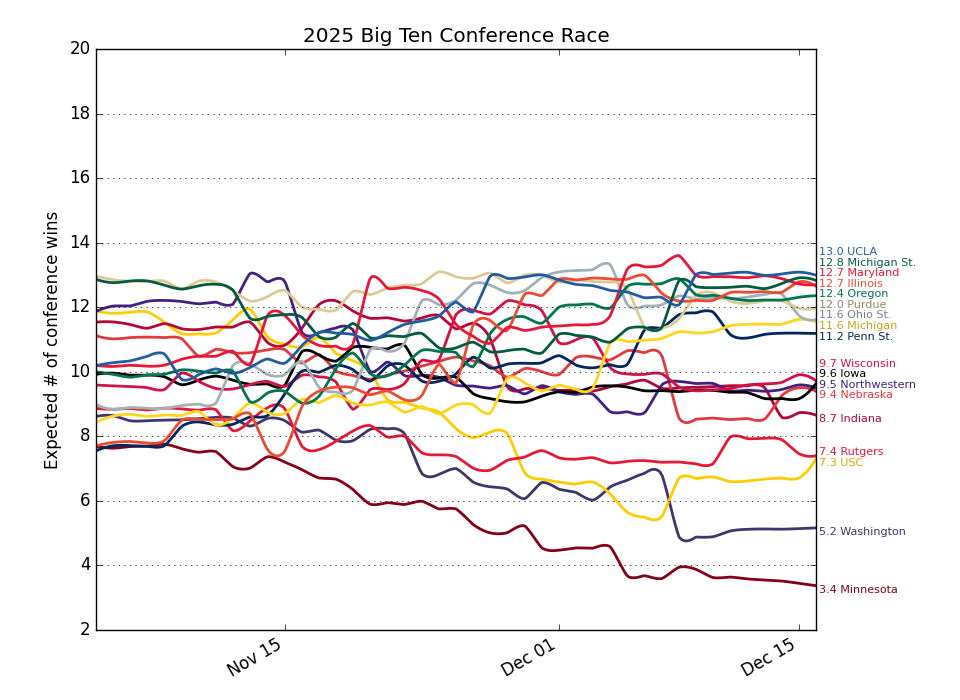 2025 Big Ten Conference Race
Expected # of conference wins
20
18
16
14
12
10
8
6
4
2
13.0 UCLA
12.8 Michigan St.
12.7 Maryland
12.7 Illinois
12.4 Oregon
12.0 Purdue
11.6 Ohio St.
11.6 Michigan
11.2 Penn St.
9.7 Wisconsin
9.6 Iowa
9.5 Northwestern
9.4 Nebraska
8.7 Indiana
7.4 Rutgers
7.3 USC
5.2 Washington
3.4 Minnesota
Nov 15
Dec 01
Dec 15